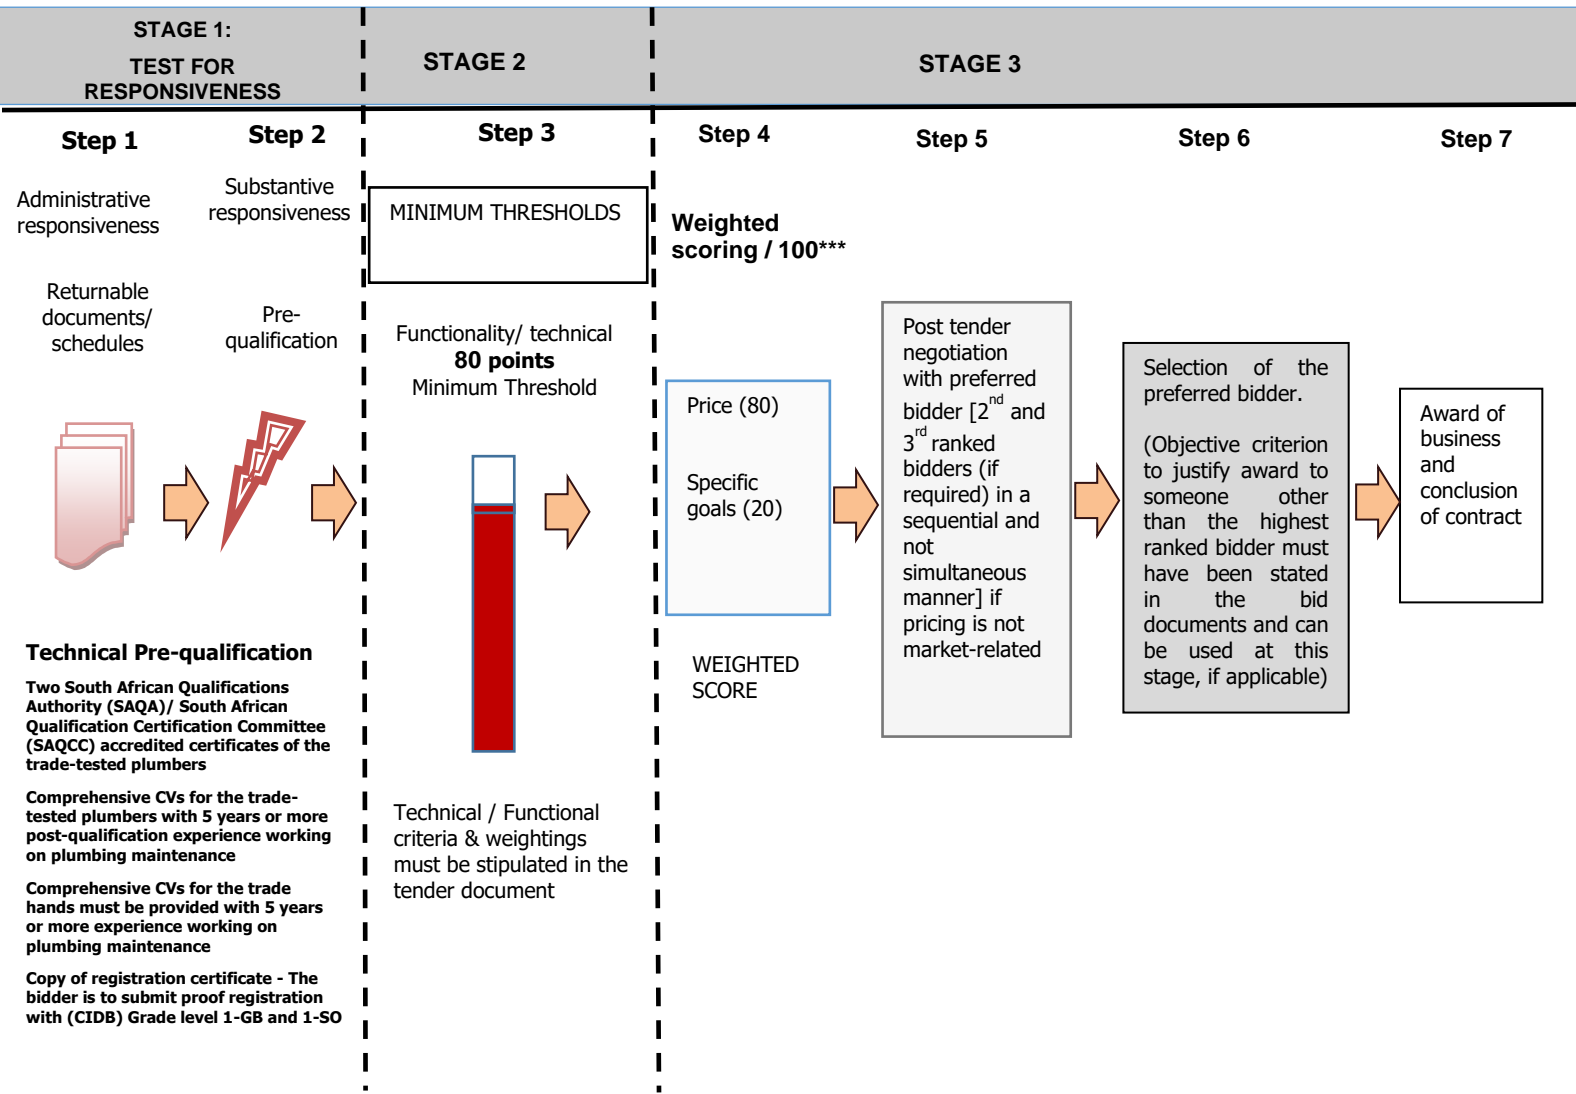 STAGE 1:
TEST FOR
RESPONSIVENESS
STAGE 2
STAGE 3
Step 1
Step 2
Step 3
Step 4
Step 5
Step 6
Step 7
Administrative
responsiveness
Substantive
responsiveness
MINIMUM THRESHOLDS
Weighted
scoring / 100***
Returnable
documents/
schedules
Pre-
qualification
Functionality/ technical
80 points
Minimum Threshold
Price (80)
Specific
goals (20)
WEIGHTED
SCORE
Post tender
negotiation
with preferred
bidder [2nd and
3rd ranked
bidders (if
required) in a
sequential and
not
simultaneous
manner] if
pricing is not
market-related
Selection of the
preferred bidder.
(Objective criterion
to justify award to
someone other
than the highest
ranked bidder must
have been stated
in the bid
documents and can
be used at this
stage, if applicable)
Award of
business
and
conclusion
of contract
Technical Pre-qualification
Two South African Qualifications
Authority (SAQA)/ South African
Qualification Certification Committee
(SAQCC) accredited certificates of the
trade-tested plumbers
Comprehensive CVs for the trade-
tested plumbers with 5 years or more
post-qualification experience working
on plumbing maintenance
Comprehensive CVs for the trade
hands must be provided with 5 years
or more experience working on
plumbing maintenance
Copy of registration certificate - The
bidder is to submit proof registration
with (CIDB) Grade level 1-GB and 1-SO
Technical / Functional
criteria & weightings
must be stipulated in the
tender document